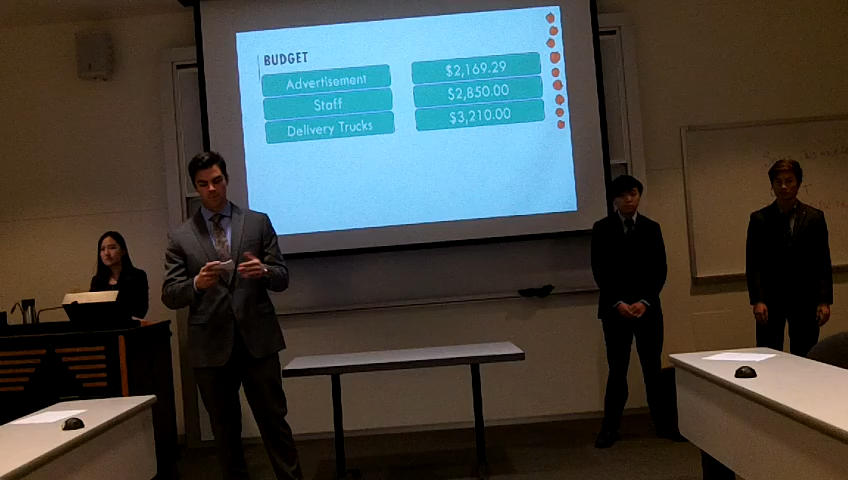 BUDGET
Advertisement $2,169.29
Staff $2,850.00
Delivery Trucks $3,210.00